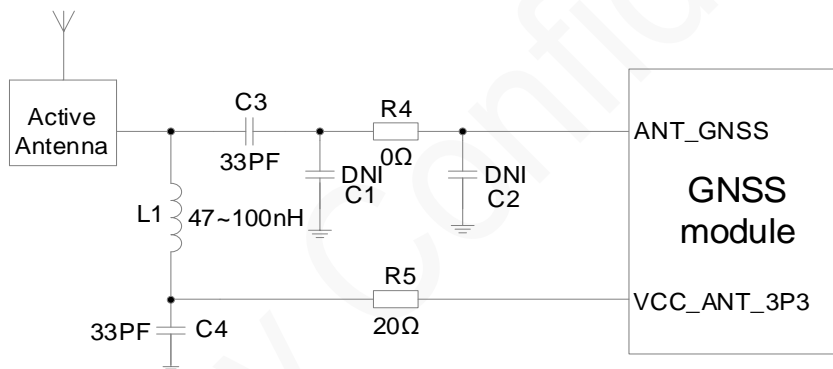 Active
Antenna
C3
33PF
R4
0Ω
DNI
C1
DNI
C2
ANT_GNSS
GNSS
module
L1
47~100nH
R5
20Ω
VCC_ANT_3P3
33PF
C4